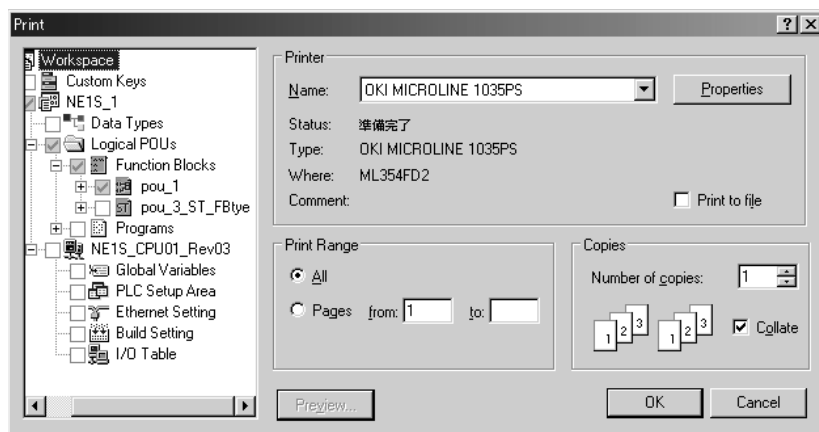 Print
Workspace
Custom Keys
NE1S_1
Data Types
Logical POUs
Function Blocks
pou_1
pou_3_ST_FBtye
Programs
NE1S_CPU01_Rev03
Global Variables
PLC Setup Area
Ethernet Setting
Build Setting
I/O Table
Printer
Name: OKI MICROLINE 1035PS Properties
Status: 準備完了
Type: OKI MICROLINE 1035PS
Where: ML354FD2
Comment: Print to file
Print Range
All
Pages from: 1 to:
Copies
Number of copies: 1
1 2 3 1 2 3 Collate
Preview... OK Cancel